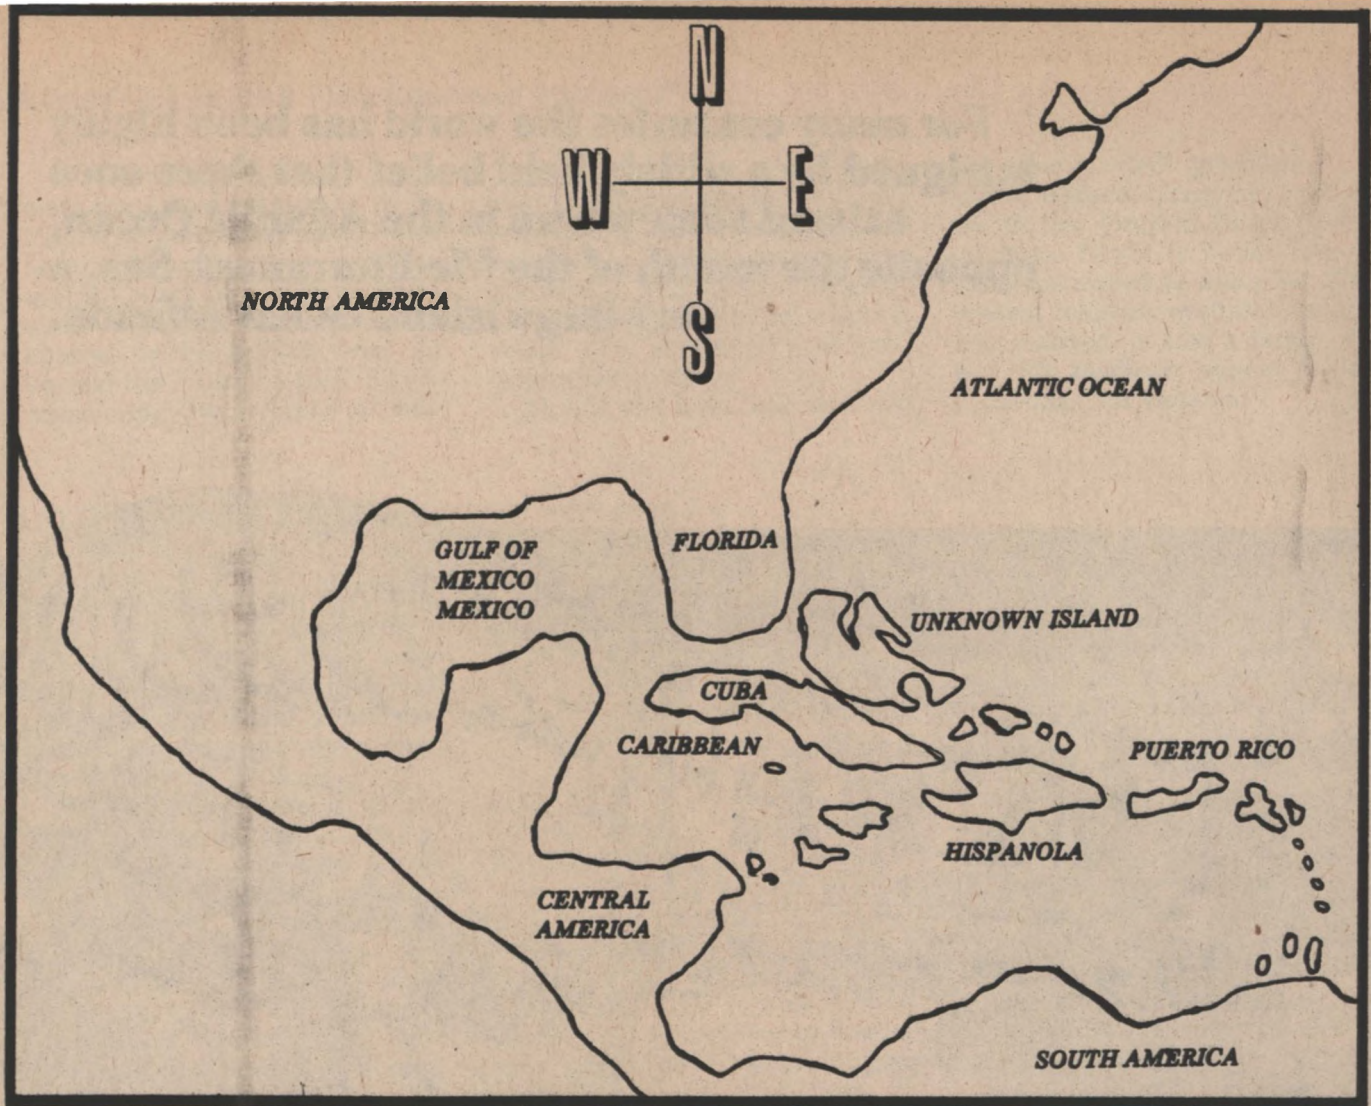 N
W E
S
NORTH AMERICA
ATLANTIC OCEAN
GULF OF
MEXICO
MEXICO
FLORIDA
UNKNOWN ISLAND
CUBA
CARIBBEAN
PUERTO RICO
HISPANOLA
CENTRAL
AMERICA
SOUTH AMERICA